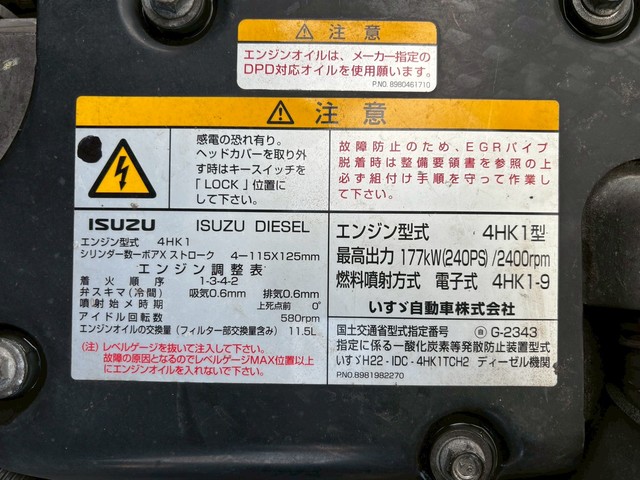 注意
エンジンオイルは、メーカー指定の
DPD対応オイルを使用願います。
P.NO. 8980461710
注意
感電の恐れ有り。
ヘッドカバーを取り外
す時はキースイッチを
「LOCK」位置に
して下さい。
故障防止のため、EGRパイプ
脱着時は整備要領書を参照の上
必ず組付け手順を守って作業し
て下さい。
ISUZU ISUZU DIESEL
エンジン型式 4HK1
シリンダ数ーボアXストローク 4ー115X125mm
エンジン調整表
着火順序 1-3-4-2
弁スキマ(冷間) 吸気0.6mm 排気0.6mm
噴射始メ時期 上死点前 0°
アイドル回転数 580rpm
エンジンオイルの交換量(フィルター部交換量含み) 11.5L
(注)レベルゲージを抜いて注入して下さい。
故障の原因となるのでレベルゲージMAX位置以上
にエンジンオイルを入れないで下さい。
エンジン型式 4HK1型
最高出力 177kW(240PS)/2400rpm
燃料噴射方式 電子式 4HK1-9
いすゞ自動車株式会社
国土交通省型式指定番号 ㊂G-2343
指定に係る一酸化炭素等発散防止装置型式
いすゞH22-IDC-4HK1TCH2 ディーゼル機関
P.NO.8981982270